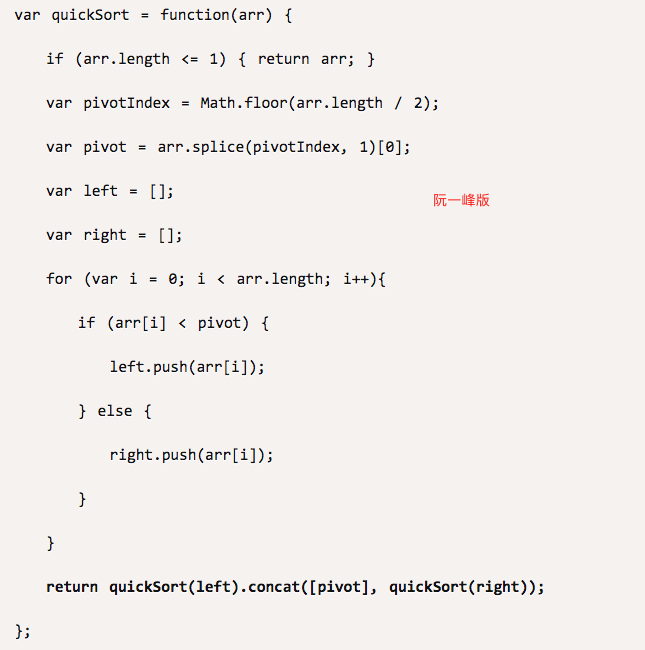 var quickSort = function(arr) {
if (arr.length <= 1) { return arr; }
var pivotIndex = Math.floor(arr.length / 2);
var pivot = arr.splice(pivotIndex, 1)[0];
var left = [];
阮一峰版
var right = [];
for (var i = 0; i < arr.length; i++){
if (arr[i] < pivot) {
left.push(arr[i]);
} else {
right.push(arr[i]);
}
}
return quickSort(left).concat([pivot], quickSort(right));
};